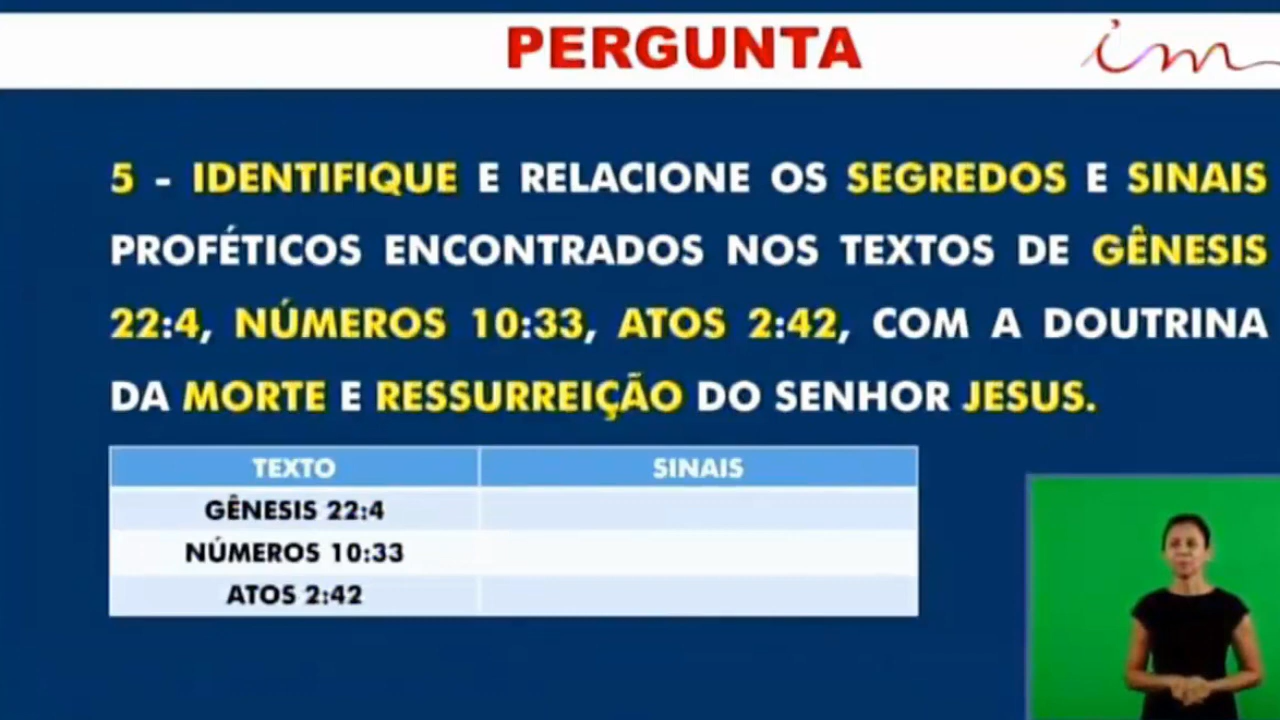 PERGUNTA
im
5 - IDENTIFIQUE E RELACIONE OS SEGREDOS E SINAIS
PROFÉTICOS ENCONTRADOS NOS TEXTOS DE GÊNESIS
22:4, NÚMEROS 10:33, ATOS 2:42, COM A DOUTRINA
DA MORTE E RESSURREIÇÃO DO SENHOR JESUS.
TEXTO SINAIS
GÊNESIS 22:4
NÚMEROS 10:33
ATOS 2:42